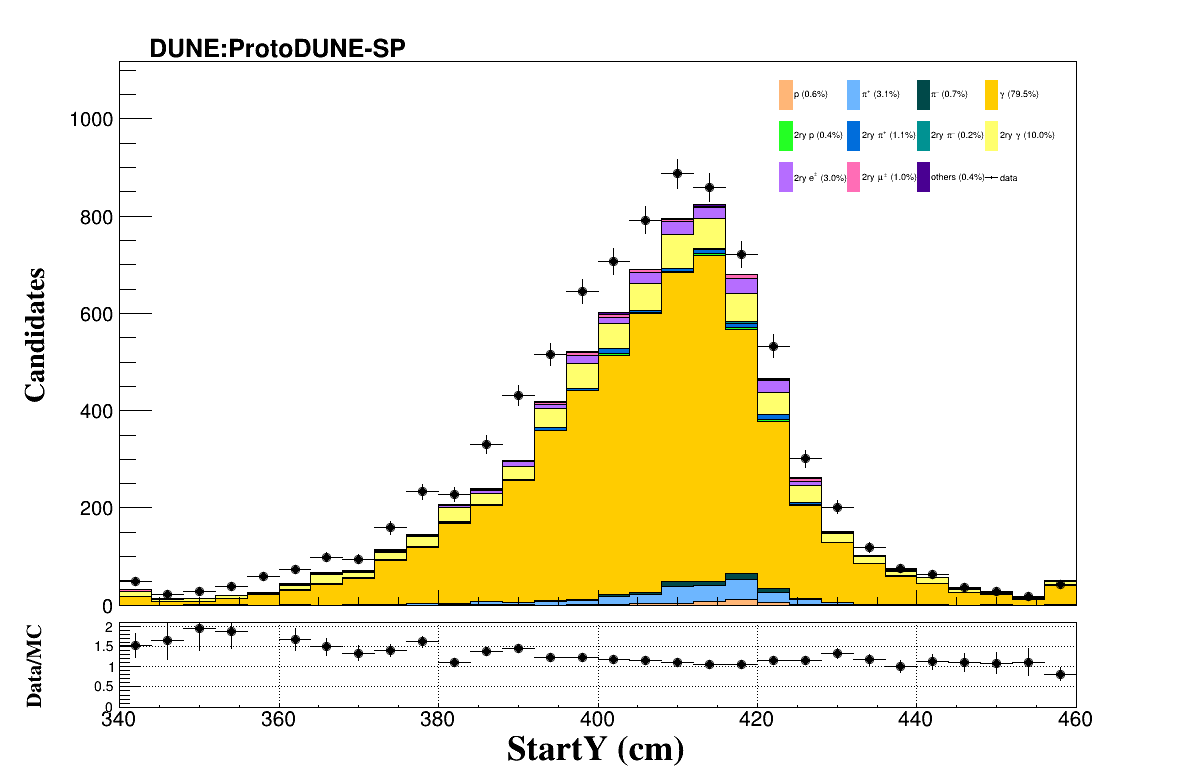 DUNE:ProtoDUNE-SP
p (0.6%) π⁺ (3.1%) π⁻ (0.7%) γ (79.5%)
2ry p (0.4%) 2ry π⁺ (1.1%) 2ry π⁻ (0.2%) 2ry γ (10.0%)
2ry e± (3.0%) 2ry μ± (1.0%) others (0.4%) data
Candidates
1000
800
600
400
200
0
Data/MC
2
1.5
1
0.5
0
340 360 380 400 420 440 460
StartY (cm)